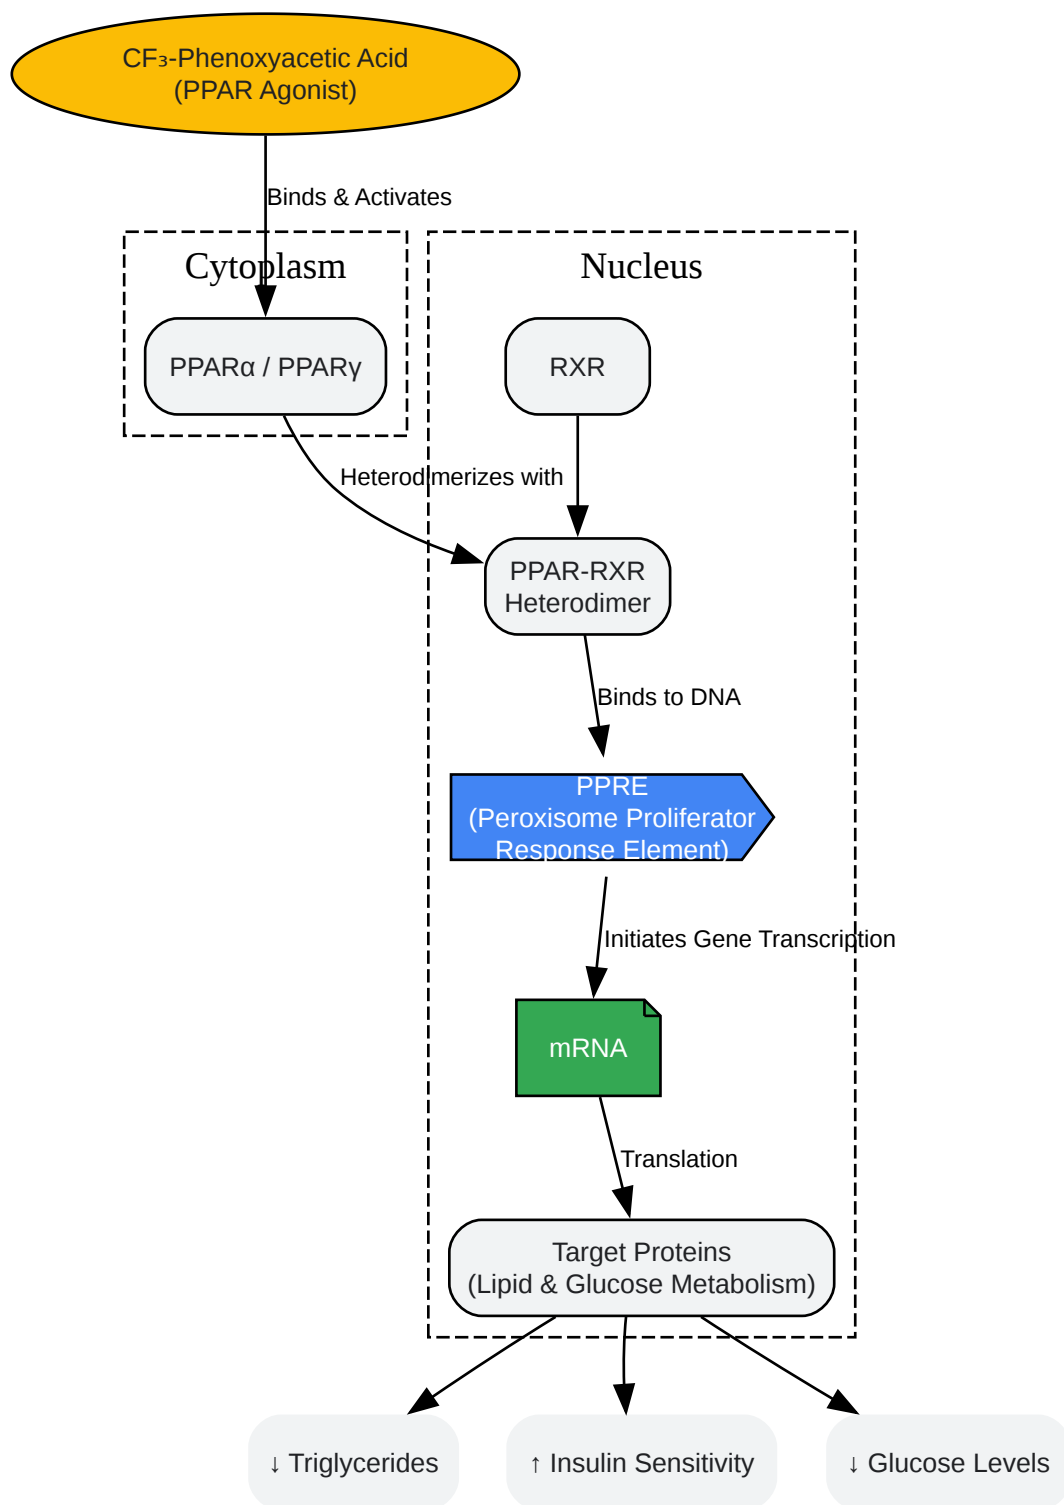 CF₃-Phenoxyacetic Acid
(PPAR Agonist)
Binds & Activates
Cytoplasm
Nucleus
PPARα / PPARγ
RXR
Heterodimerizes with
PPAR-RXR
Heterodimer
Binds to DNA
PPRE
(Peroxisome Proliferator
Response Element)
Initiates Gene Transcription
mRNA
Translation
Target Proteins
(Lipid & Glucose Metabolism)
↓ Triglycerides
↑ Insulin Sensitivity
↓ Glucose Levels